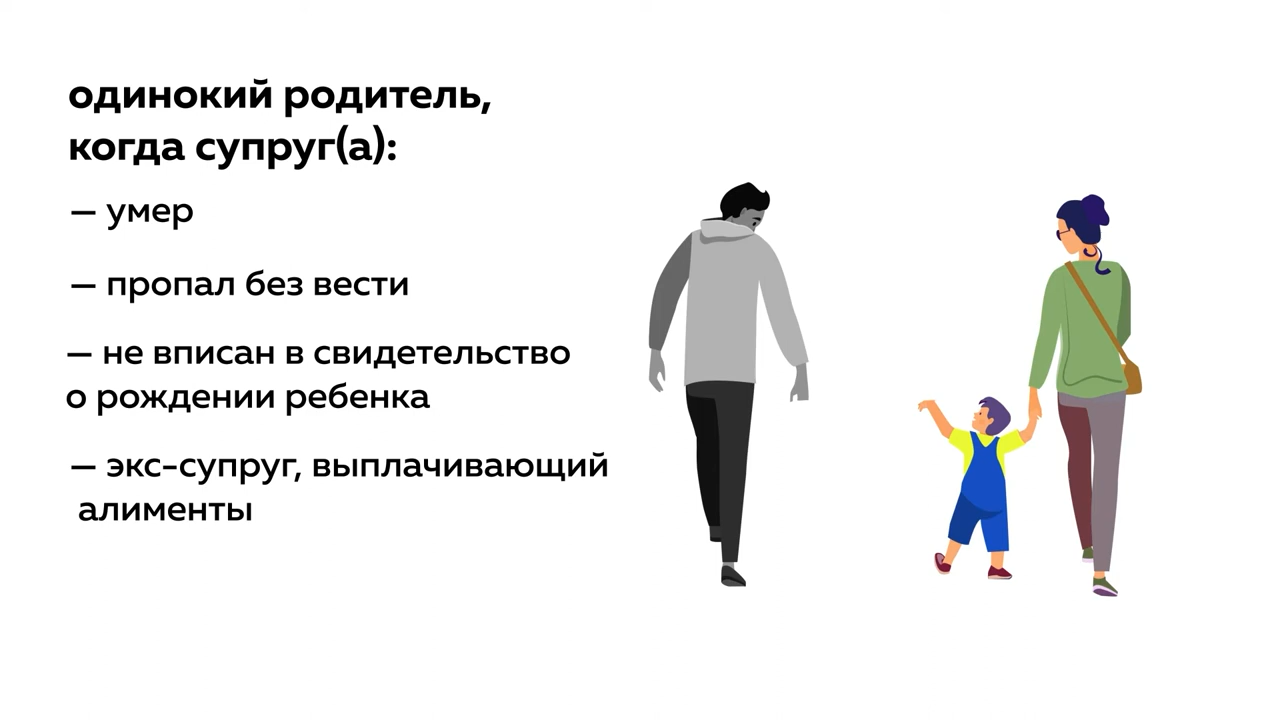 одинокий родитель,
когда супруг(а):
— умер
— пропал без вести
— не вписан в свидетельство
о рождении ребенка
— экс-супруг, выплачивающий
алименты